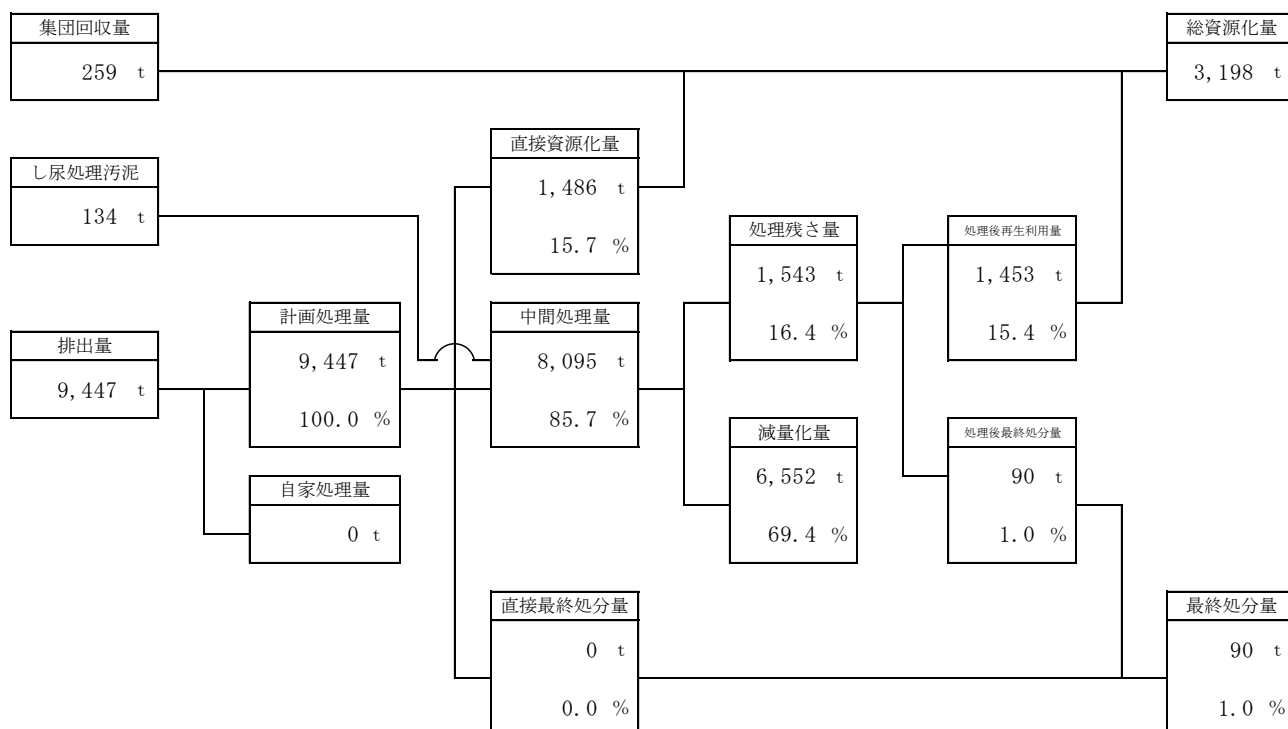 集団回収量
259 t
総資源化量
3,198 t
直接資源化量
1,486 t
15.7 %
し尿処理汚泥
134 t
処理残さ量
1,543 t
16.4 %
処理後再生利用量
1,453 t
15.4 %
排出量
9,447 t
計画処理量
9,447 t
100.0 %
中間処理量
8,095 t
85.7 %
減量化量
6,552 t
69.4 %
処理後最終処分量
90 t
1.0 %
自家処理量
0 t
直接最終処分量
0 t
0.0 %
最終処分量
90 t
1.0 %